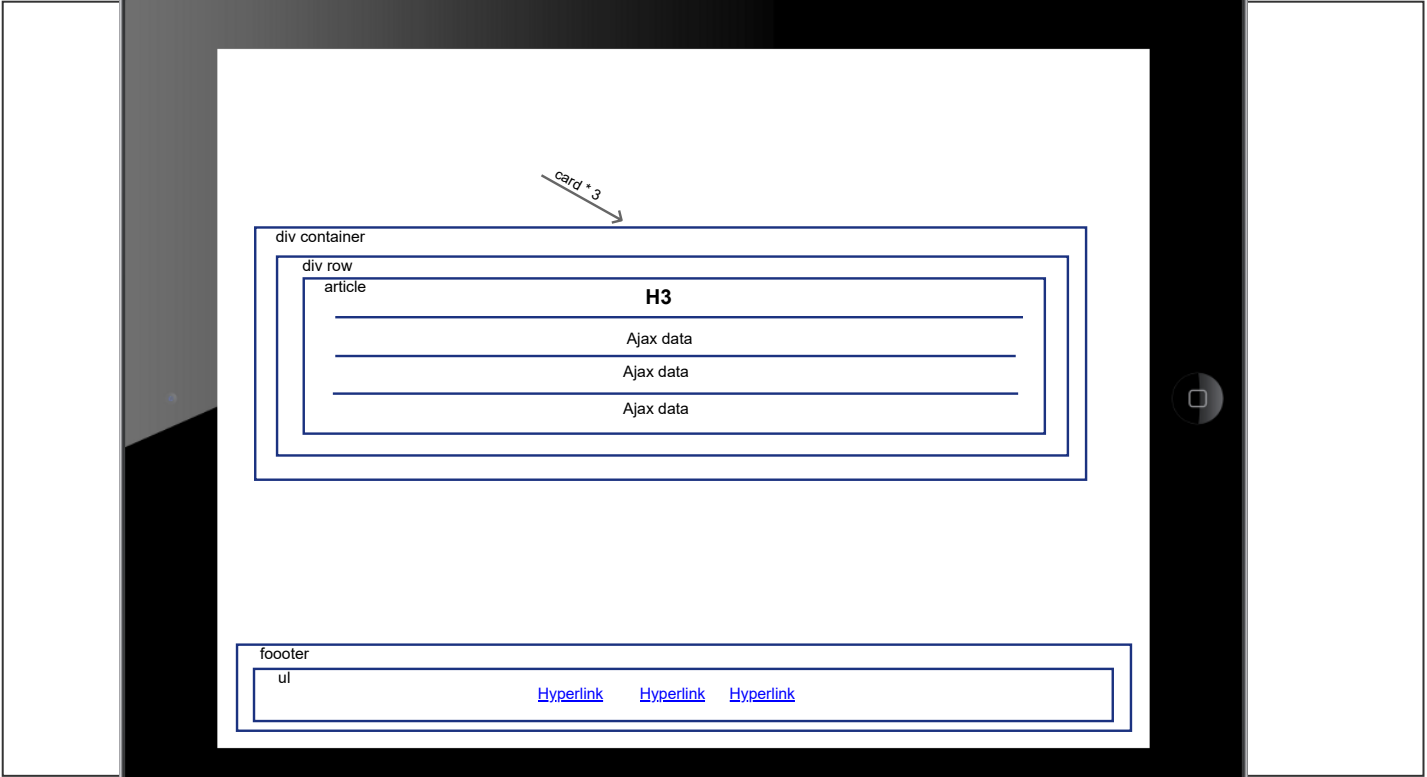 card * 3
div container
div row
article
H3
Ajax data
Ajax data
Ajax data
foooter
ul
Hyperlink Hyperlink Hyperlink